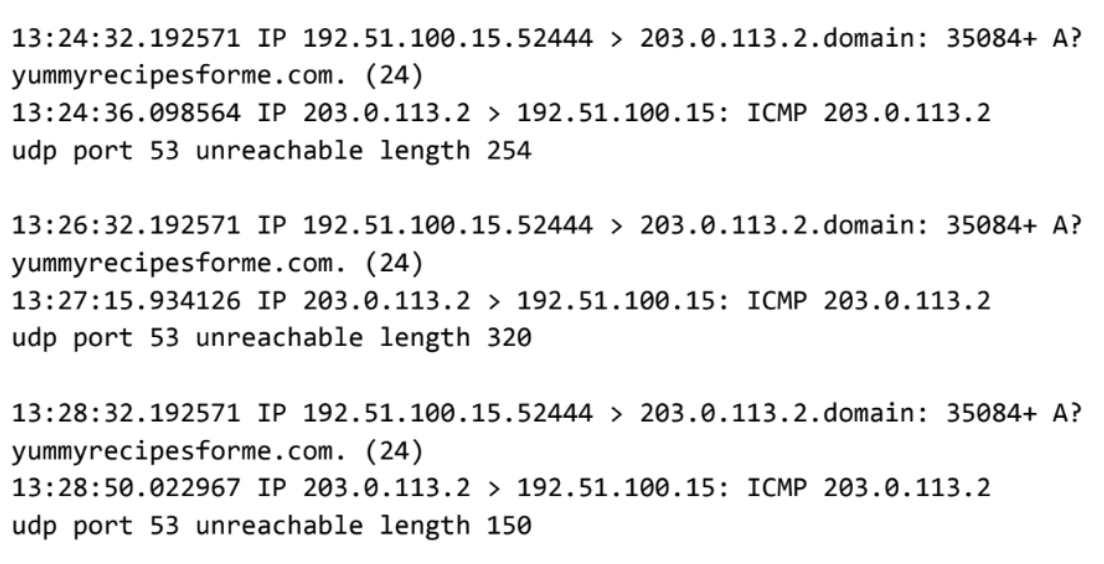 13:24:32.192571 IP 192.51.100.15.52444 > 203.0.113.2.domain: 35084+ A?
yummyrecipesforme.com. (24)
13:24:36.098564 IP 203.0.113.2 > 192.51.100.15: ICMP 203.0.113.2
udp port 53 unreachable length 254
13:26:32.192571 IP 192.51.100.15.52444 > 203.0.113.2.domain: 35084+ A?
yummyrecipesforme.com. (24)
13:27:15.934126 IP 203.0.113.2 > 192.51.100.15: ICMP 203.0.113.2
udp port 53 unreachable length 320
13:28:32.192571 IP 192.51.100.15.52444 > 203.0.113.2.domain: 35084+ A?
yummyrecipesforme.com. (24)
13:28:50.022967 IP 203.0.113.2 > 192.51.100.15: ICMP 203.0.113.2
udp port 53 unreachable length 150